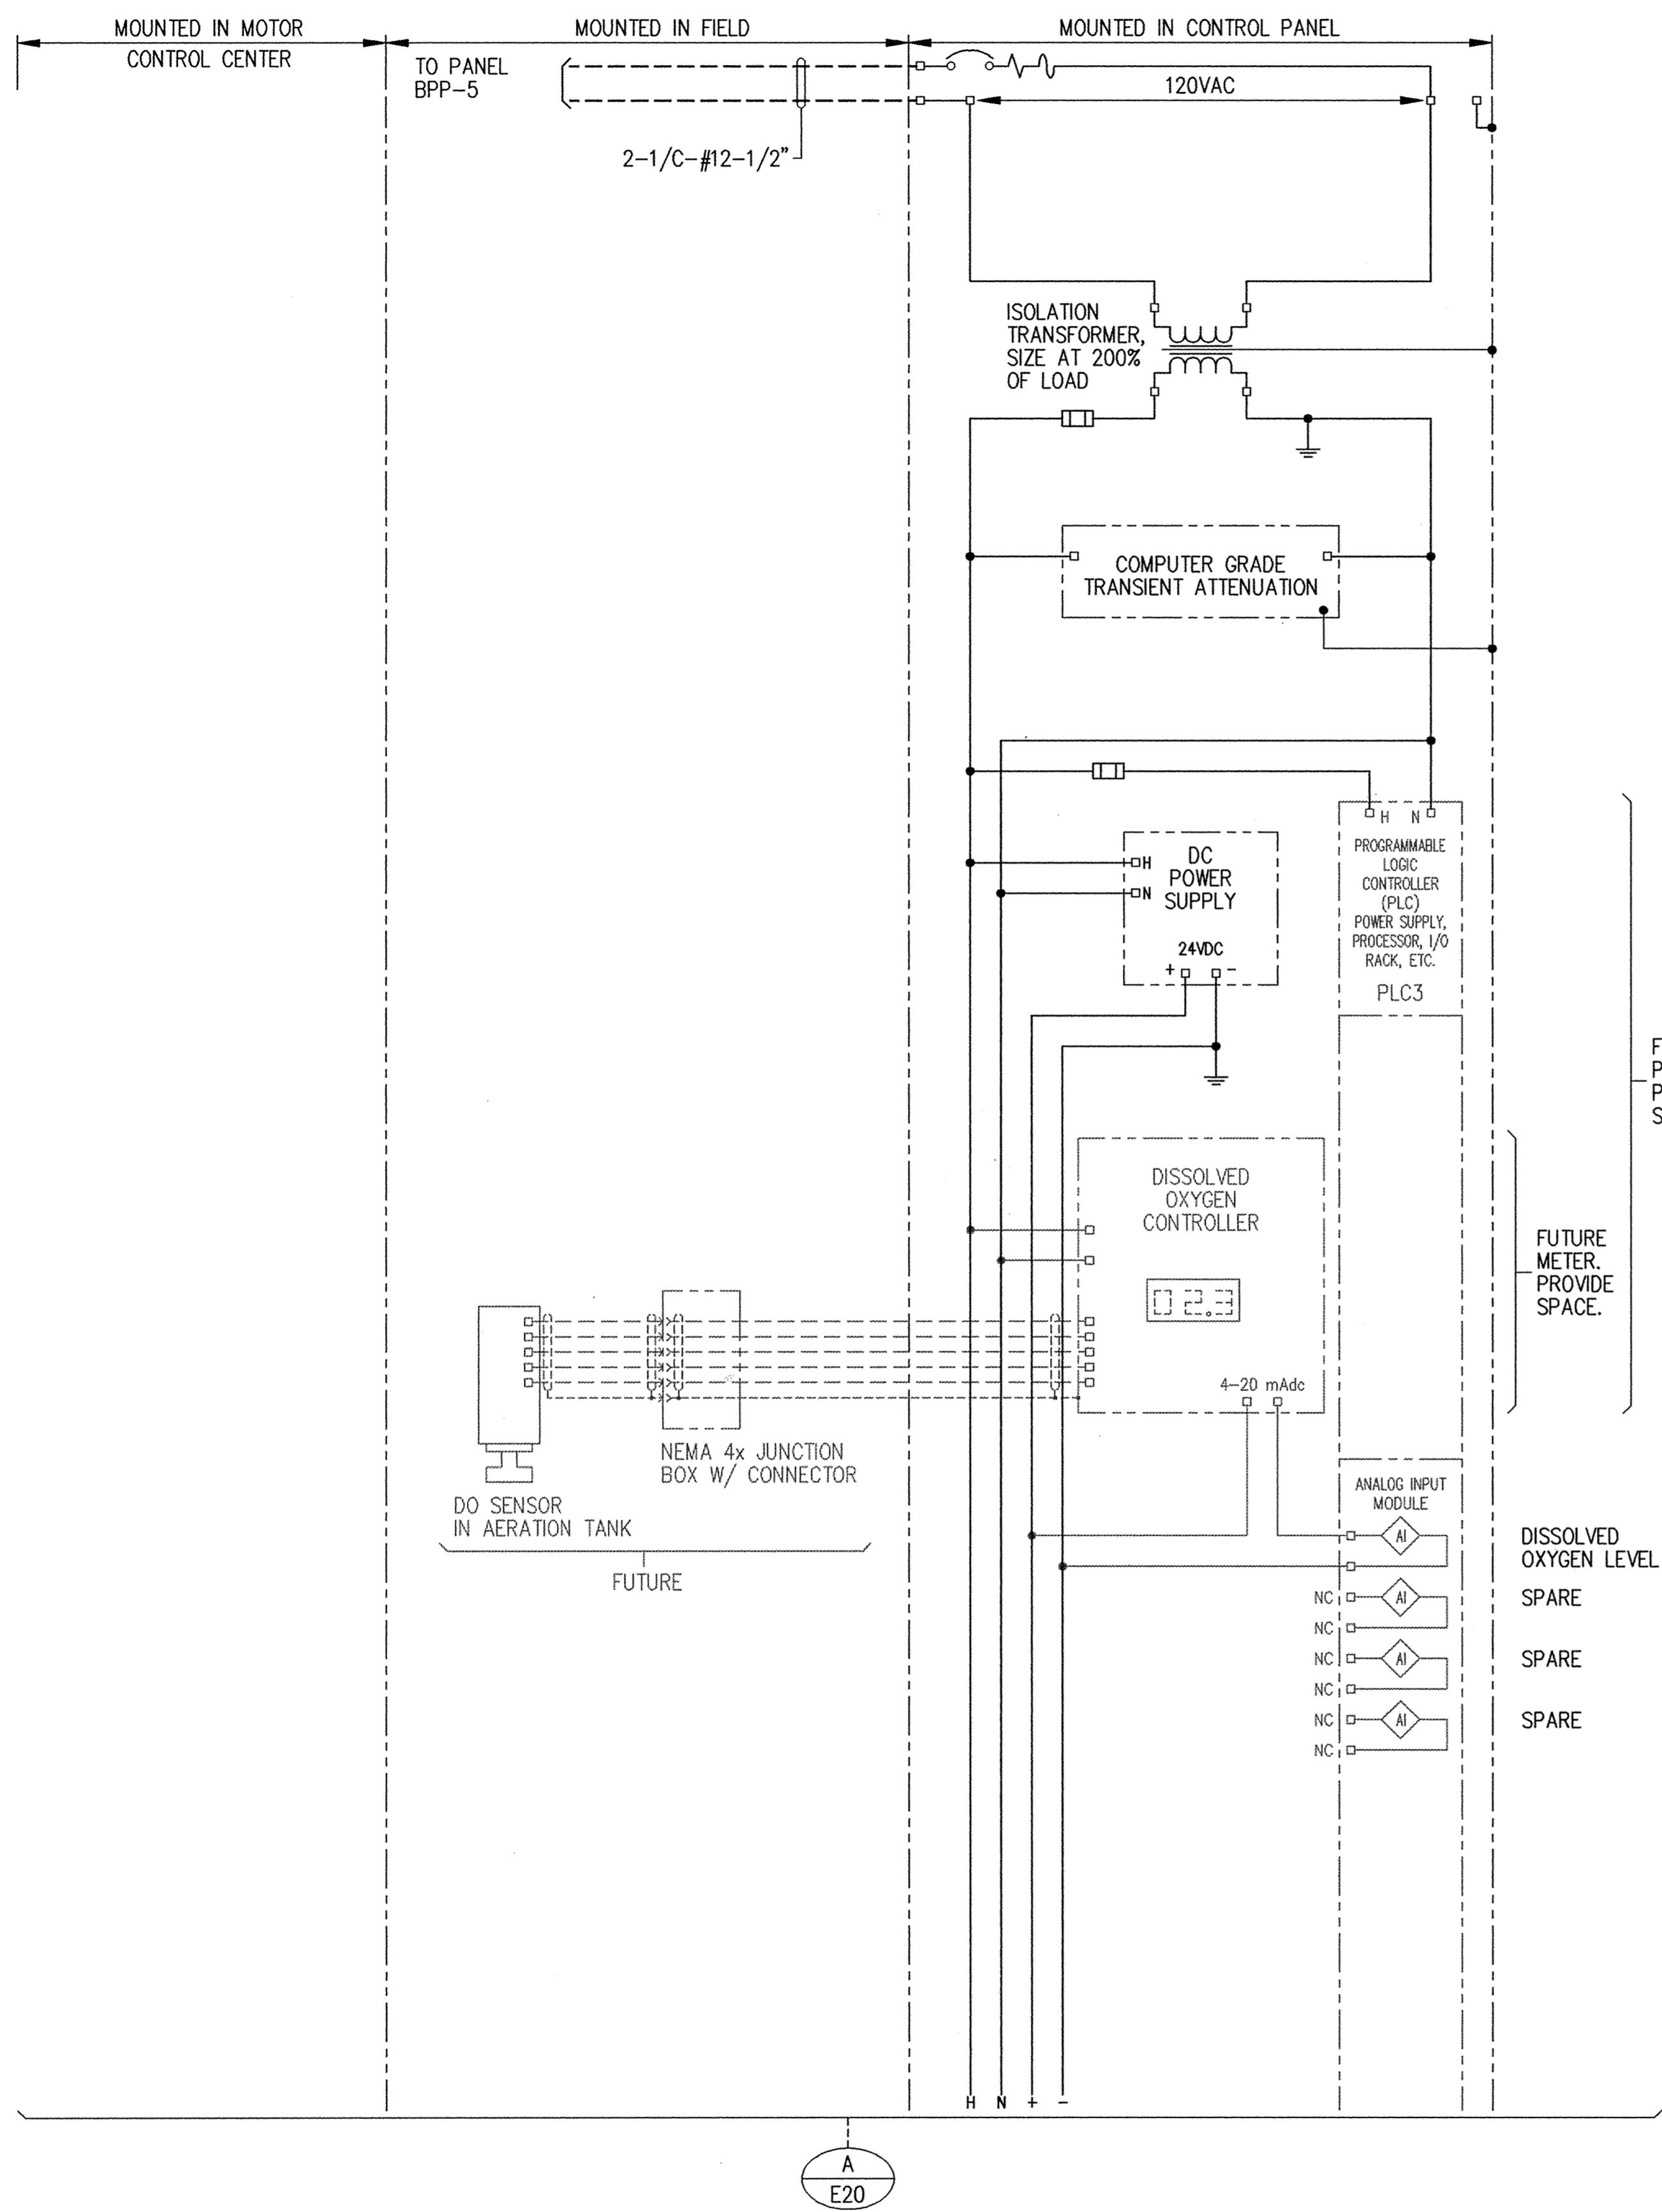 MOUNTED IN MOTOR
CONTROL CENTER
MOUNTED IN FIELD
MOUNTED IN CONTROL PANEL
TO PANEL
BPP-5
120VAC
2-1/C-#12-1/2"
ISOLATION
TRANSFORMER,
SIZE AT 200%
OF LOAD
COMPUTER GRADE
TRANSIENT ATTENUATION
H N
PROGRAMMABLE
LOGIC
CONTROLLER
(PLC)
POWER SUPPLY,
PROCESSOR, I/O
RACK, ETC.
PLC3
H
N
DC
POWER
SUPPLY
24VDC
+ -
F
P
P
S
DISSOLVED
OXYGEN
CONTROLLER
02.3
4-20 mAdc
FUTURE
METER.
PROVIDE
SPACE.
NEMA 4x JUNCTION
BOX W/ CONNECTOR
DO SENSOR
IN AERATION TANK
FUTURE
ANALOG INPUT
MODULE
AI
DISSOLVED
OXYGEN LEVEL
NC AI SPARE
NC
NC AI SPARE
NC
NC AI SPARE
NC
H N + -
A
E20